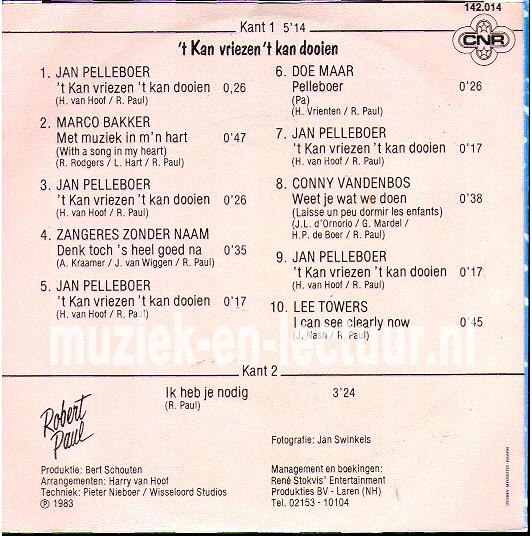 142.014
CNR
Kant 1 5'14
't Kan vriezen 't kan dooien
1. JAN PELLEBOER
't Kan vriezen 't kan dooien 0,26
(H. van Hoof / R. Paul)
2. MARCO BAKKER
Met muziek in m'n hart 0'47
(With a song in my heart)
(R. Rodgers / L. Hart / R. Paul)
3. JAN PELLEBOER
't Kan vriezen 't kan dooien 0'26
(H. van Hoof / R. Paul)
4. ZANGERES ZONDER NAAM
Denk toch 's heel goed na 0'35
(A. Kraamer / J. van Wiggen / R. Paul)
5. JAN PELLEBOER
't Kan vriezen 't kan dooien 0'17
(H. van Hoof / R. Paul)
6. DOE MAAR
Pelleboer 0'26
(Pa)
(H. Vrienten / R. Paul)
7. JAN PELLEBOER
't Kan vriezen 't kan dooien 0'17
(H. van Hoof / R. Paul)
8. CONNY VANDENBOS
Weet je wat we doen 0'38
(Laisse un peu dormir les enfants)
(J.L. d'Ornorio / G. Mardel /
H.P. de Boer / R. Paul)
9. JAN PELLEBOER
't Kan vriezen 't kan dooien 0'17
(H. van Hoof / R. Paul)
10. LEE TOWERS
I can see clearly now 0'45
(J. Nash / R. Paul)
muziek-en-lectuur.nl
Kant 2
Ik heb je nodig 3'24
(R. Paul)
Robert
Paul
Fotografie: Jan Swinkels
Produktie: Bert Schouten
Arrangementen: Harry van Hoof
Techniek: Pieter Nieboer / Wisseloord Studios
℗ 1983
Management en boekingen:
René Stokvis' Entertainment
Produkties BV - Laren (NH)
Tel. 02153 - 10104